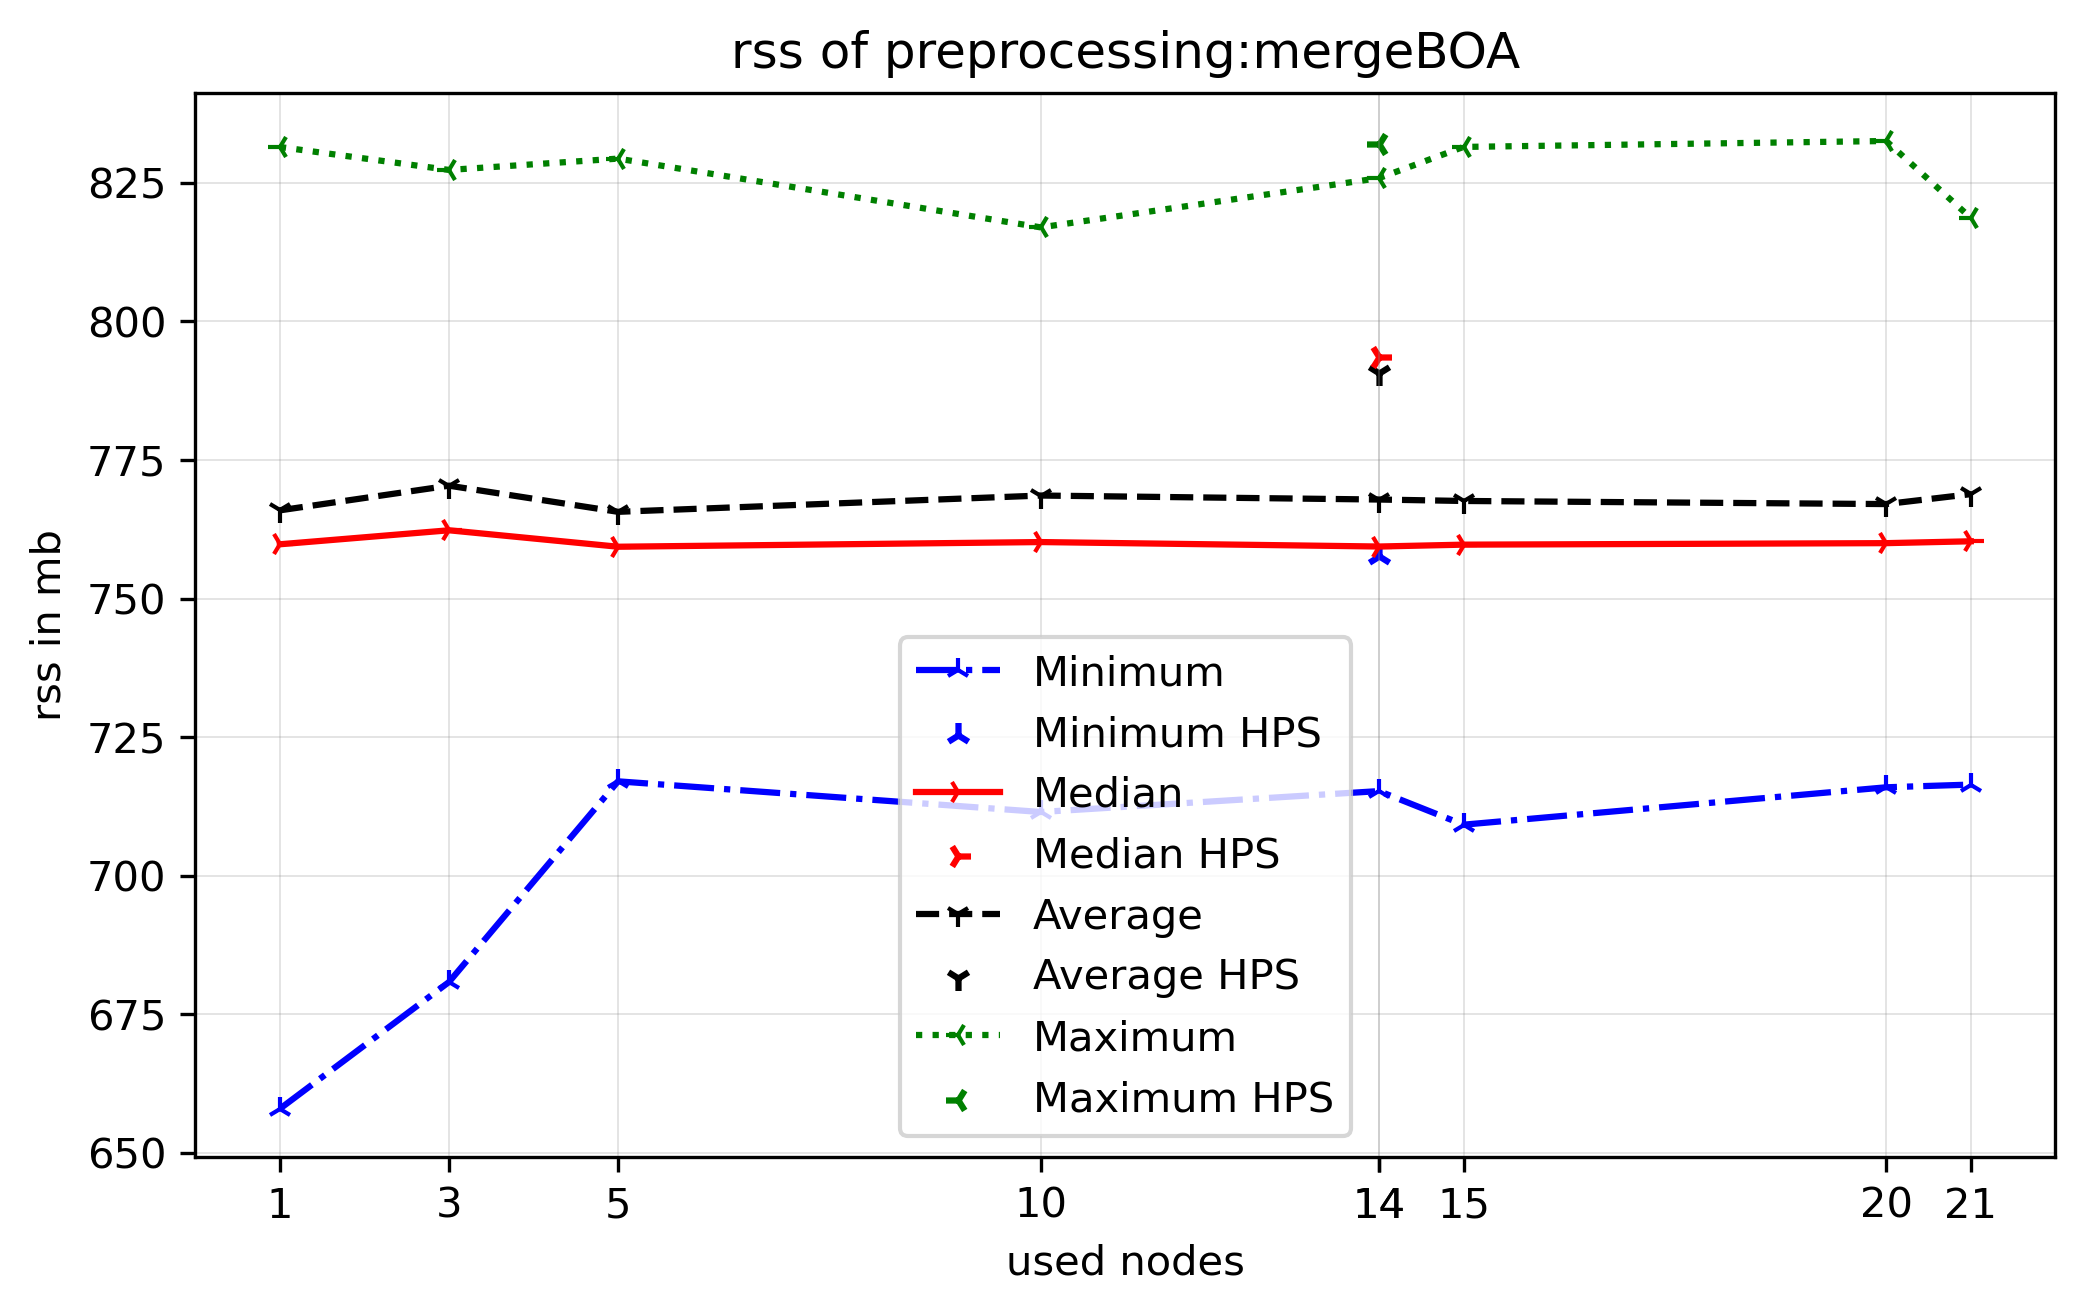 rss of preprocessing:mergeBOA
825
800
775
750
725
700
675
650
rss in mb
Minimum
Minimum HPS
Median
Median HPS
Average
Average HPS
Maximum
Maximum HPS
1 3 5 10 14 15 20 21
used nodes